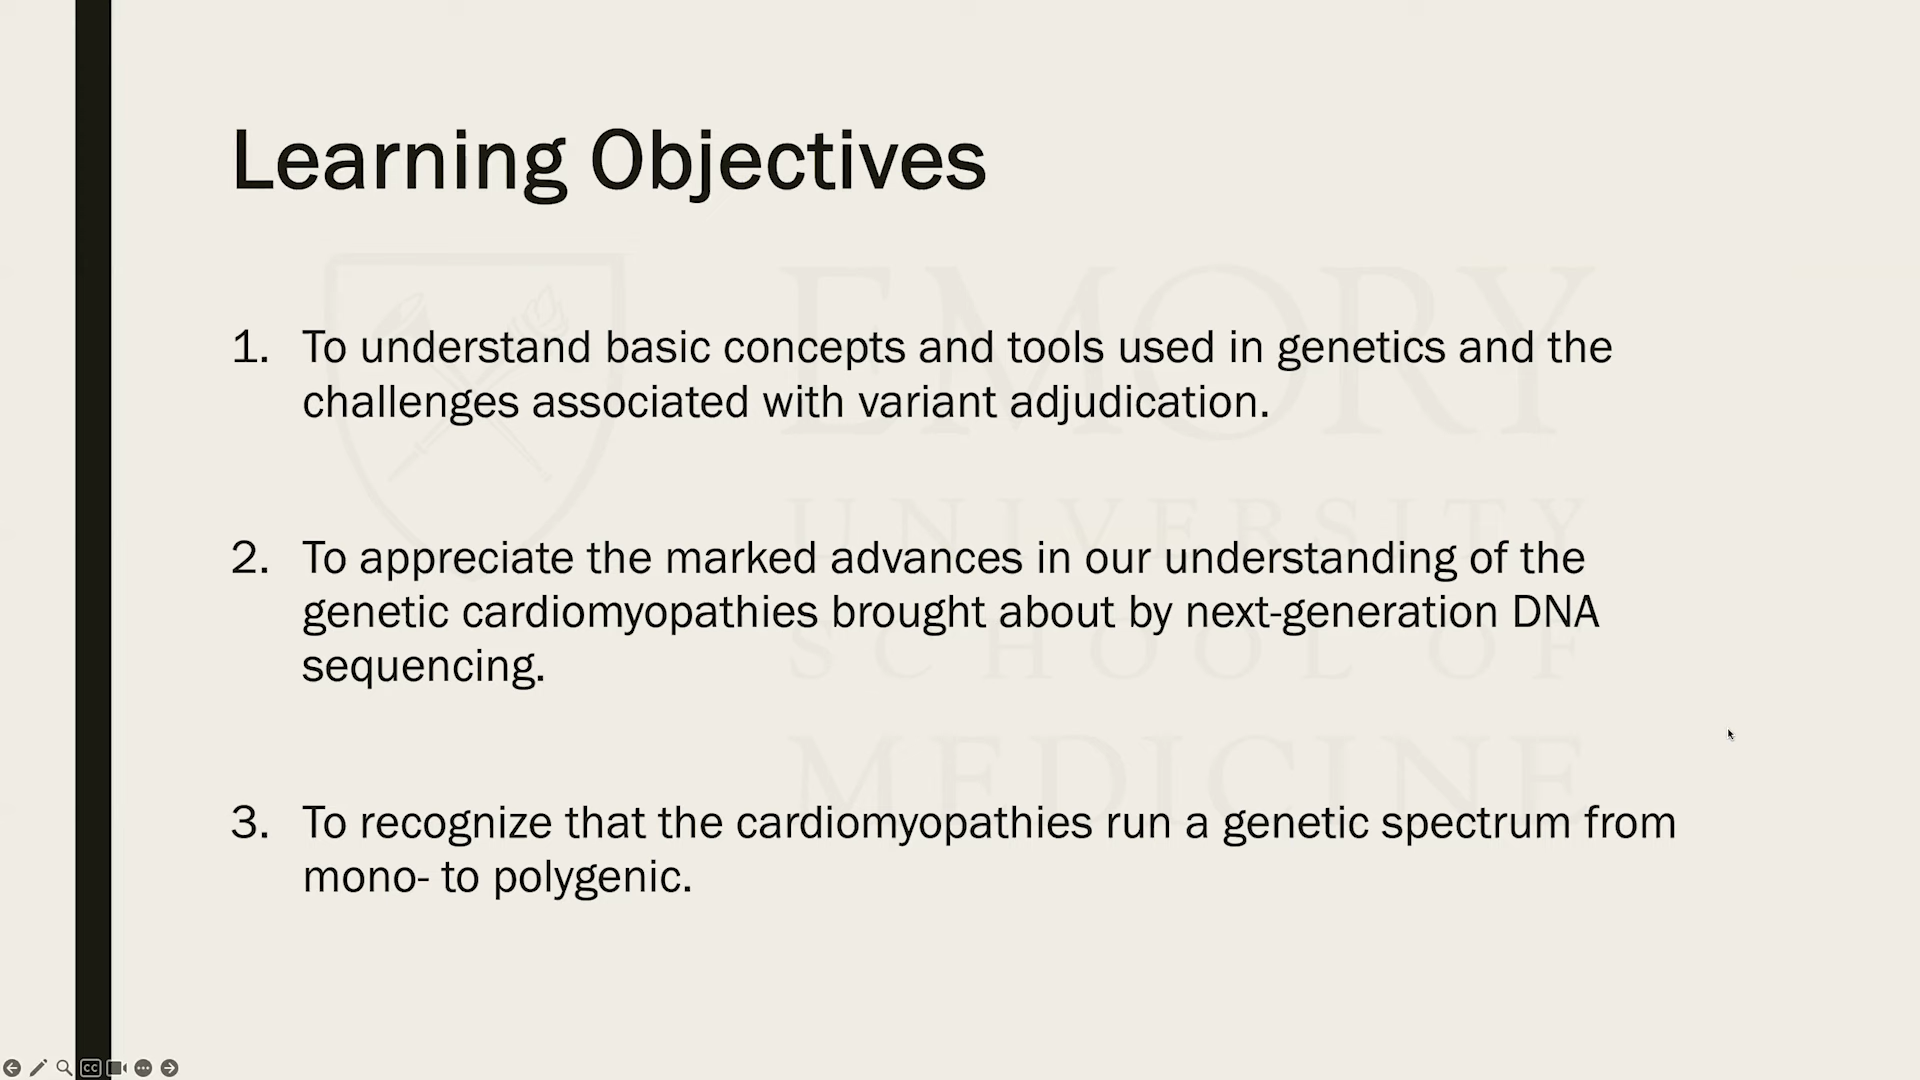 Learning Objectives
EMORY
UNIVERSITY
SCHOOL OF
MEDICINE
1. To understand basic concepts and tools used in genetics and the
challenges associated with variant adjudication.
2. To appreciate the marked advances in our understanding of the
genetic cardiomyopathies brought about by next-generation DNA
sequencing.
3. To recognize that the cardiomyopathies run a genetic spectrum from
mono- to polygenic.
CC